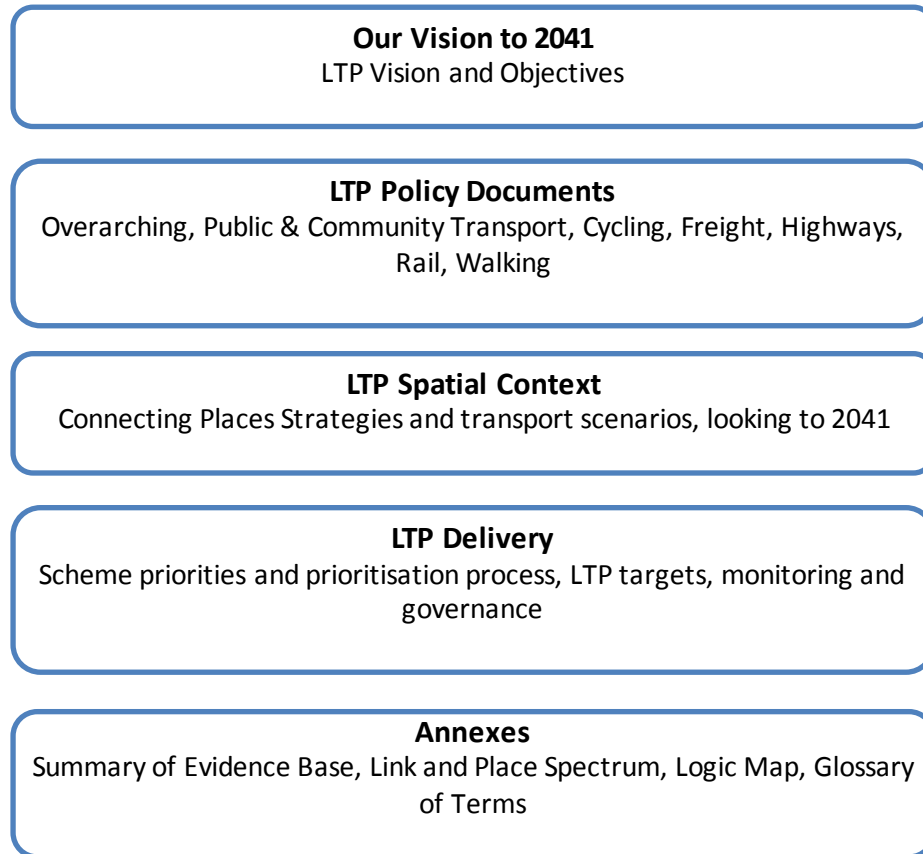 Our Vision to 2041
LTP Vision and Objectives
LTP Policy Documents
Overarching, Public & Community Transport, Cycling, Freight, Highways,
Rail, Walking
LTP Spatial Context
Connecting Places Strategies and transport scenarios, looking to 2041
LTP Delivery
Scheme priorities and prioritisation process, LTP targets, monitoring and
governance
Annexes
Summary of Evidence Base, Link and Place Spectrum, Logic Map, Glossary
of Terms